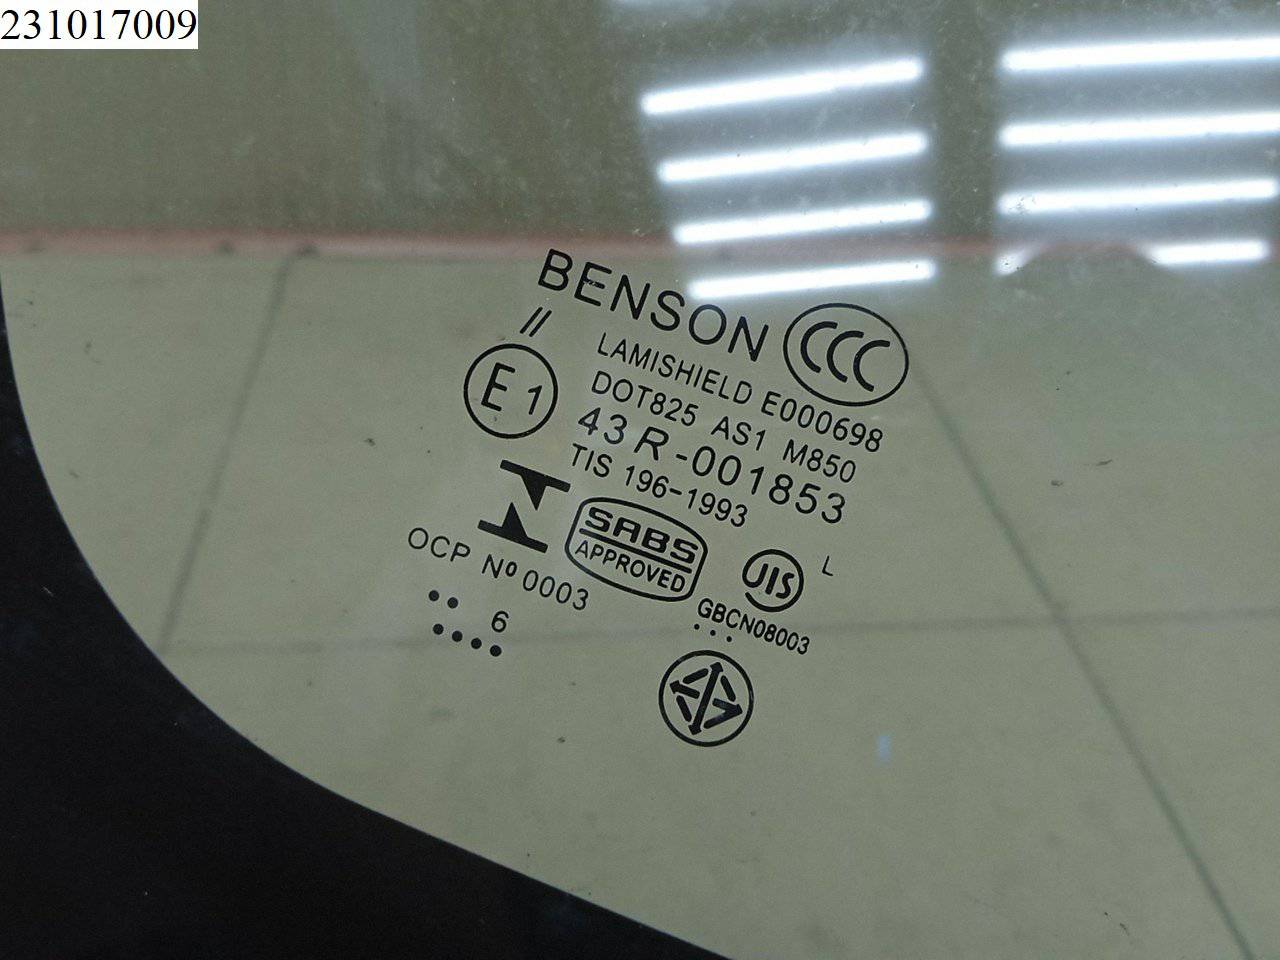 231017009
BENSON
CCC
//
LAMISHIELD E000698
E1
DOT825 AS1 M850
43R-001853
TIS 196-1993
SABS
APPROVED
JIS
L
OCP Nº 0003
GBCN08003
.. 6
....
...